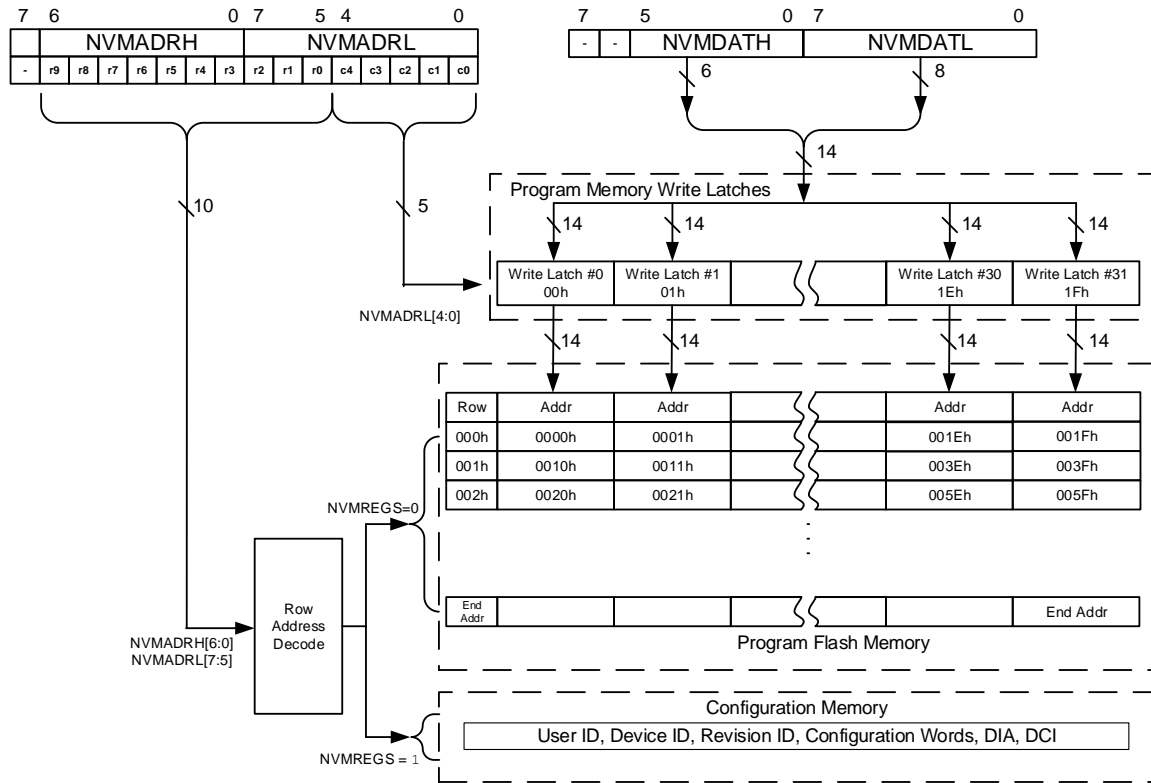 7 6 0 7 5 4 0
NVMADRH NVMADRL
- r9 r8 r7 r6 r5 r4 r3 r2 r1 r0 c4 c3 c2 c1 c0
7 5 0 7 0
- - NVMDATH NVMDATL
6 8
14
10
5
Program Memory Write Latches
14 14 14 14
Write Latch #0
00h
Write Latch #1
01h
Write Latch #30
1Eh
Write Latch #31
1Fh
NVMADRL[4:0]
14 14 14 14
Row Addr Addr Addr Addr
000h 0000h 0001h 001Eh 001Fh
001h 0010h 0011h 003Eh 003Fh
002h 0020h 0021h 005Eh 005Fh
NVMREGS=0
End
Addr
End Addr
Row
Address
Decode
NVMADRH[6:0]
NVMADRL[7:5]
Program Flash Memory
Configuration Memory
User ID, Device ID, Revision ID, Configuration Words, DIA, DCI
NVMREGS = 1